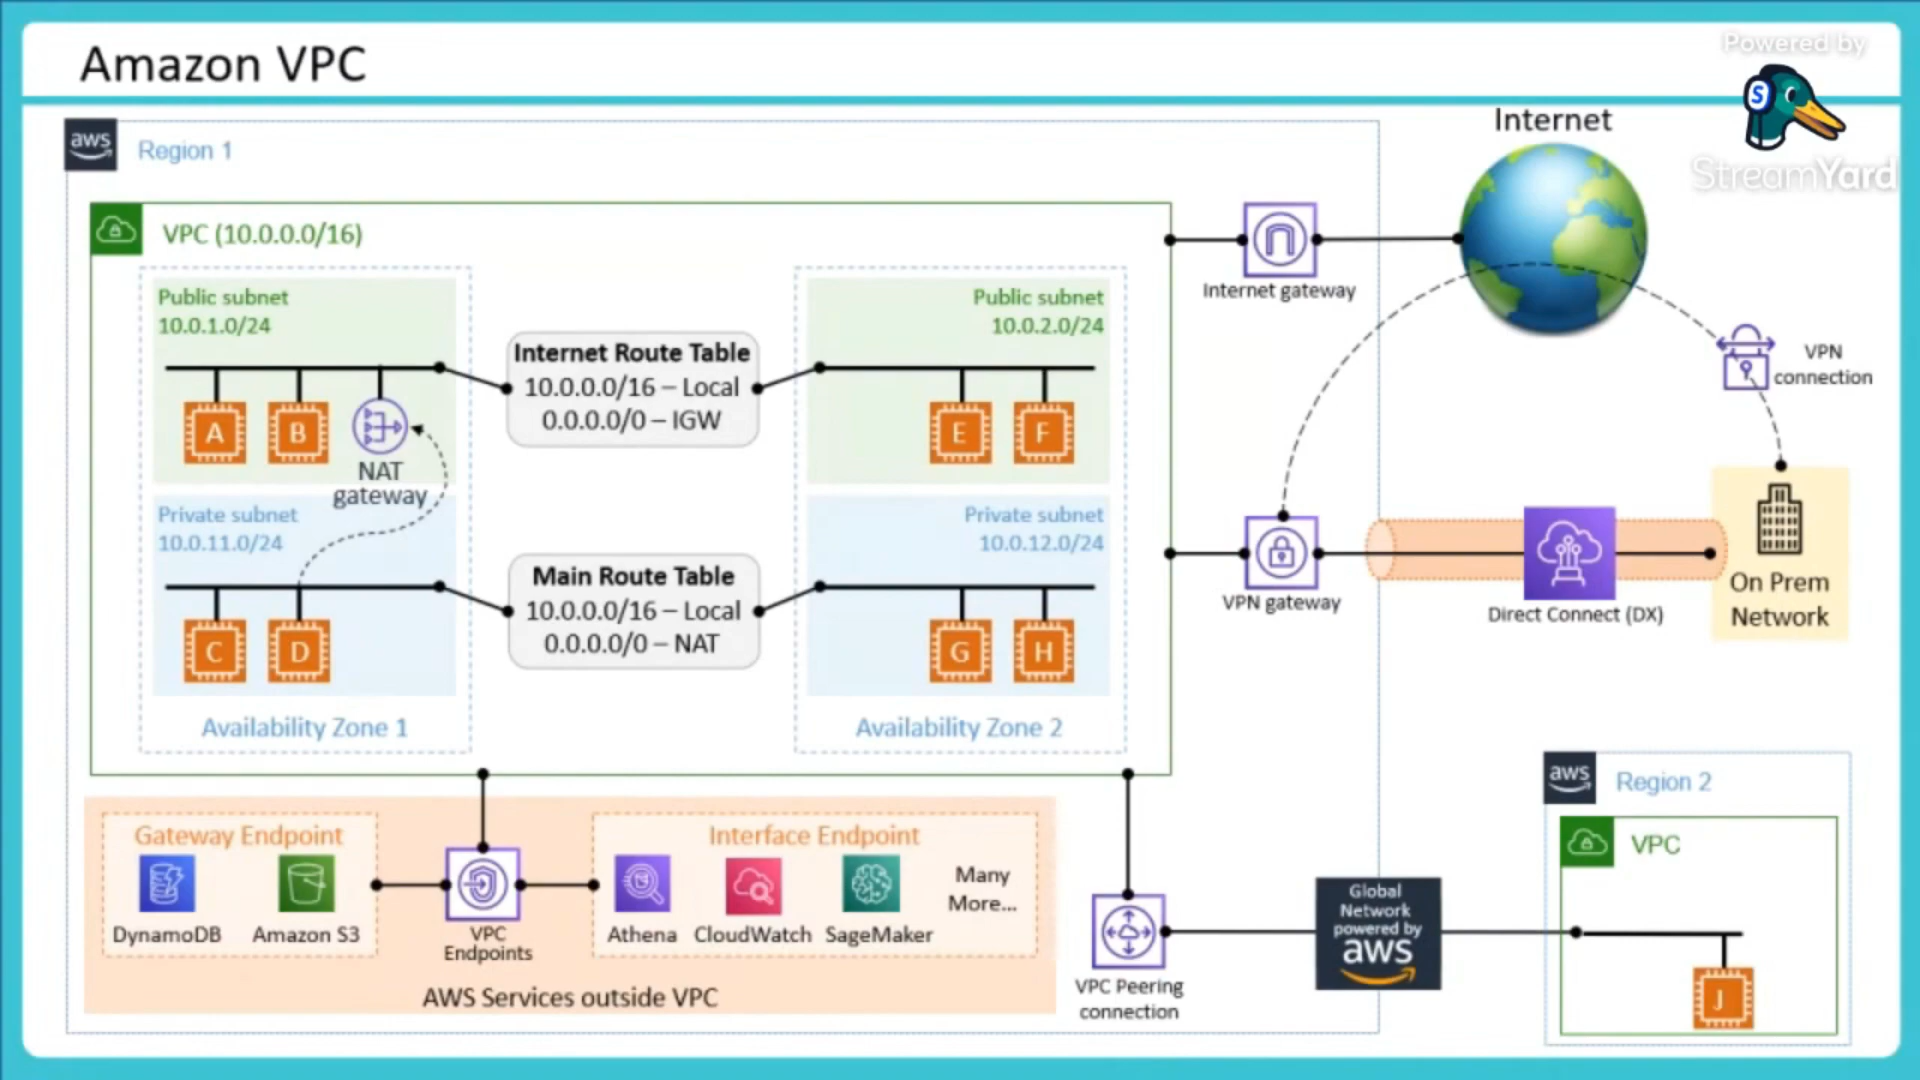 Amazon VPC
Powered by
S
StreamYard
aws
Region 1
Internet
VPC (10.0.0.0/16)
Internet gateway
Public subnet
10.0.1.0/24
A
B
NAT
gateway
Internet Route Table
10.0.0.0/16 – Local
0.0.0.0/0 – IGW
Public subnet
10.0.2.0/24
E
F
VPN
connection
Private subnet
10.0.11.0/24
C
D
Availability Zone 1
Main Route Table
10.0.0.0/16 – Local
0.0.0.0/0 – NAT
Private subnet
10.0.12.0/24
G
H
Availability Zone 2
VPN gateway
Direct Connect (DX)
On Prem
Network
Gateway Endpoint
DynamoDB
Amazon S3
VPC
Endpoints
Interface Endpoint
Athena
CloudWatch
SageMaker
Many
More...
AWS Services outside VPC
VPC Peering
connection
Global
Network
powered by
aws
aws
Region 2
VPC
J